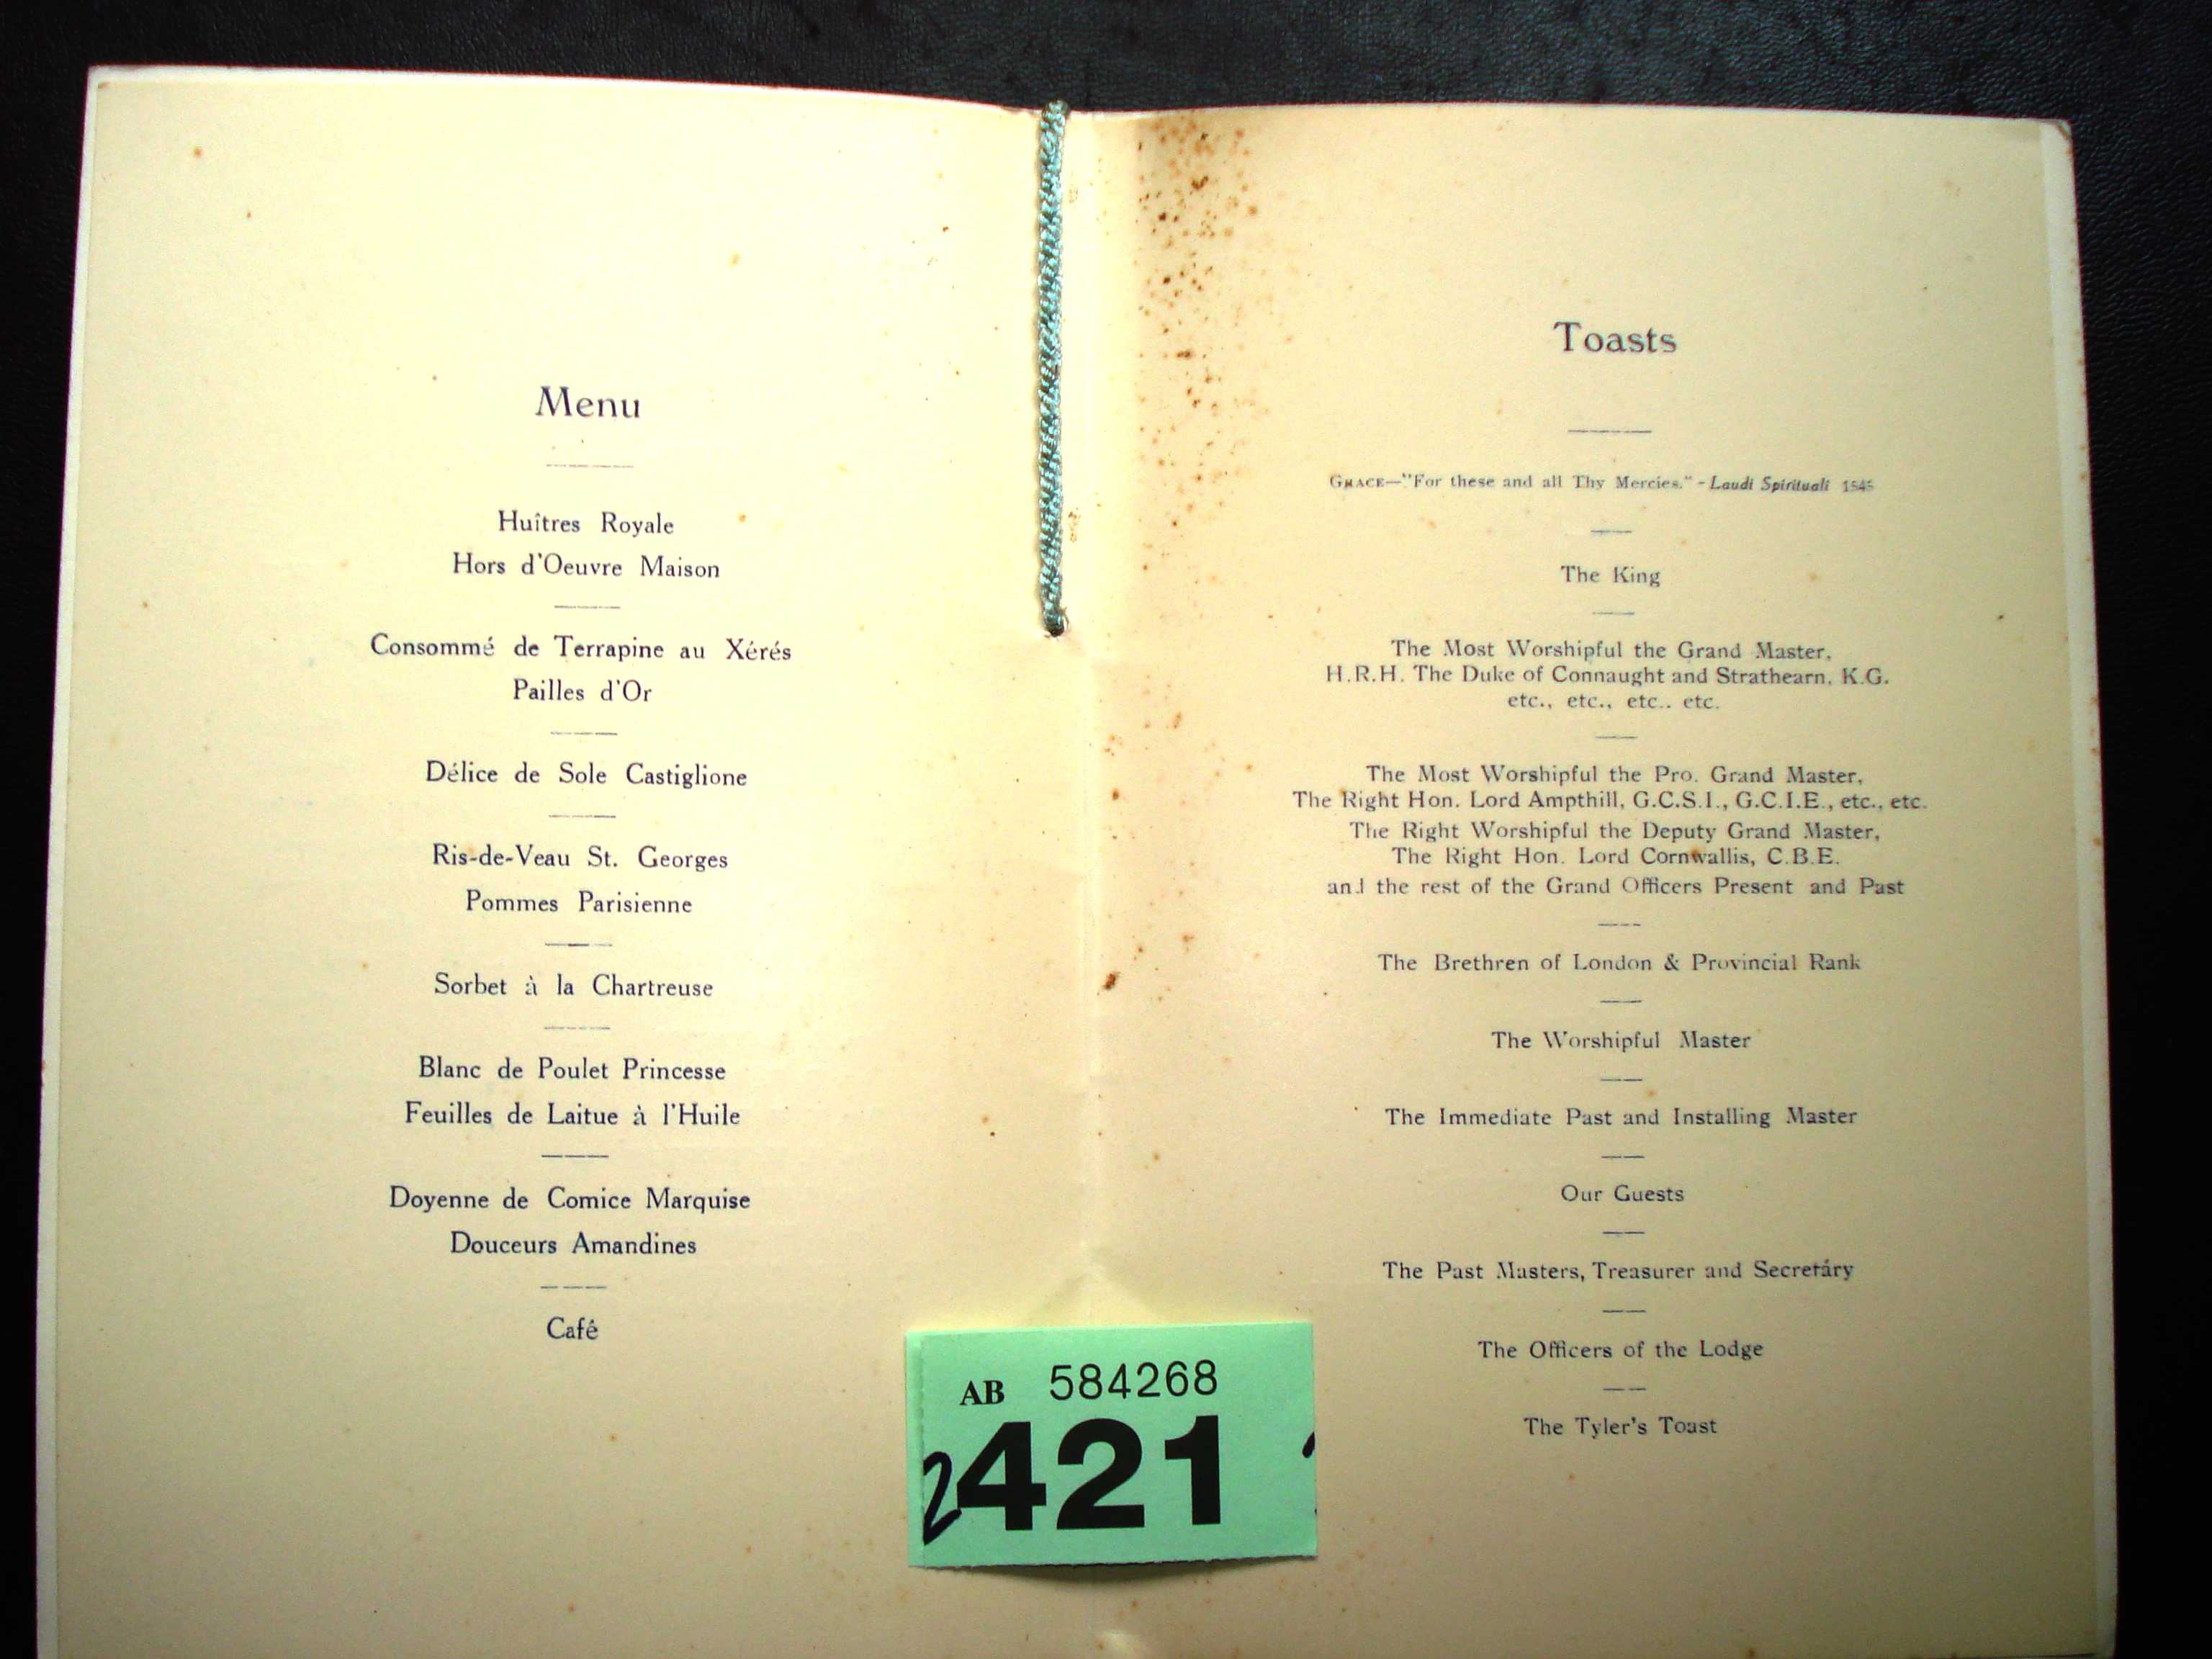 Menu
Huîtres Royale
Hors d'Oeuvre Maison
Consommé de Terrapine au Xérés
Pailles d'Or
Délice de Sole Castiglione
Ris-de-Veau St. Georges
Pommes Parisienne
Sorbet à la Chartreuse
Blanc de Poulet Princesse
Feuilles de Laitue à l'Huile
Doyenne de Comice Marquise
Douceurs Amandines
Café
Toasts
GRACE—"For these and all Thy Mercies." - Laudi Spirituali 1545
The King
The Most Worshipful the Grand Master,
H.R.H. The Duke of Connaught and Strathearn, K.G.
etc., etc., etc.. etc.
The Most Worshipful the Pro. Grand Master,
The Right Hon. Lord Ampthill, G.C.S.I., G.C.I.E., etc., etc.
The Right Worshipful the Deputy Grand Master,
The Right Hon. Lord Cornwallis, C.B.E.
and the rest of the Grand Officers Present and Past
The Brethren of London & Provincial Rank
The Worshipful Master
The Immediate Past and Installing Master
Our Guests
The Past Masters, Treasurer and Secretary
The Officers of the Lodge
The Tyler's Toast
AB 584268
2421